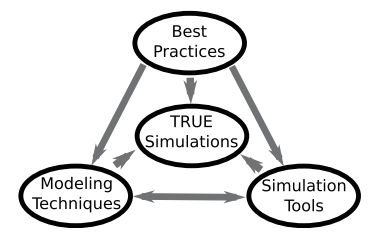 Best
Practices
TRUE
Simulations
Modeling
Techniques
Simulation
Tools